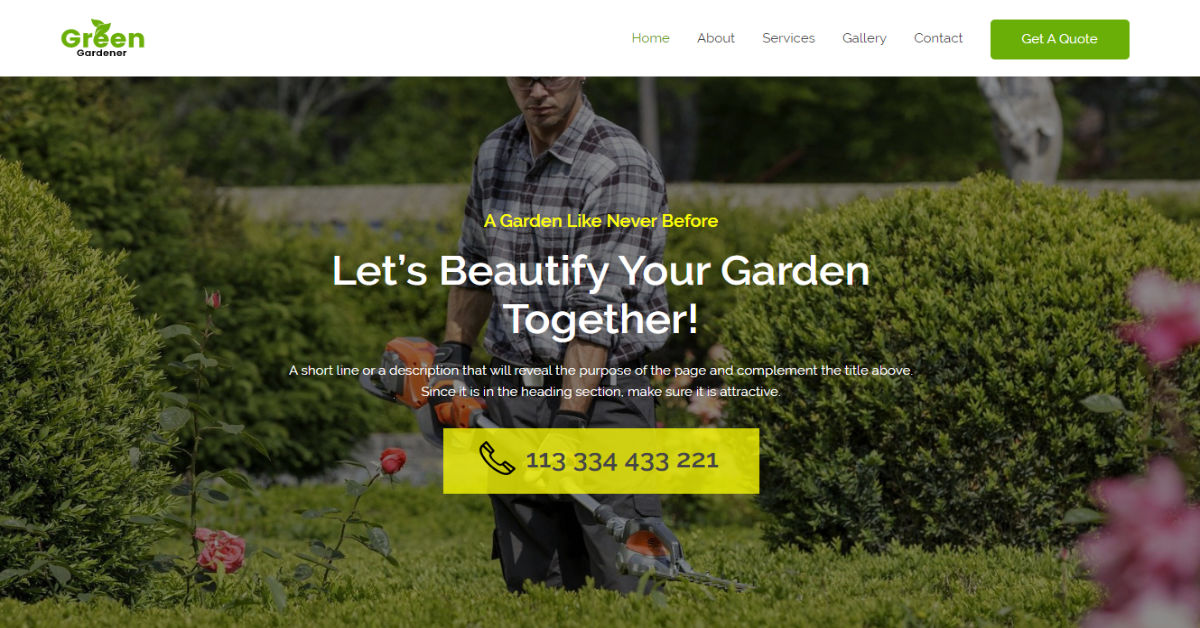 Green
Gardener
Home About Services Gallery Contact Get A Quote
A Garden Like Never Before
Let’s Beautify Your Garden
Together!
A short line or a description that will reveal the purpose of the page and complement the title above.
Since it is in the heading section, make sure it is attractive.
113 334 433 221